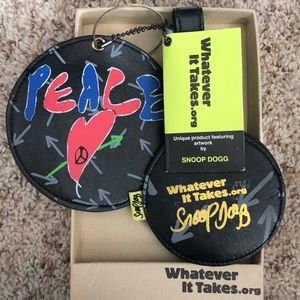 PEACE
Whatever
It Takes.org
Unique product featuring
artwork
by
SNOOP DOGG
Whatever
It Takes.org
Snoop Dogg
Whatever
It Takes.org